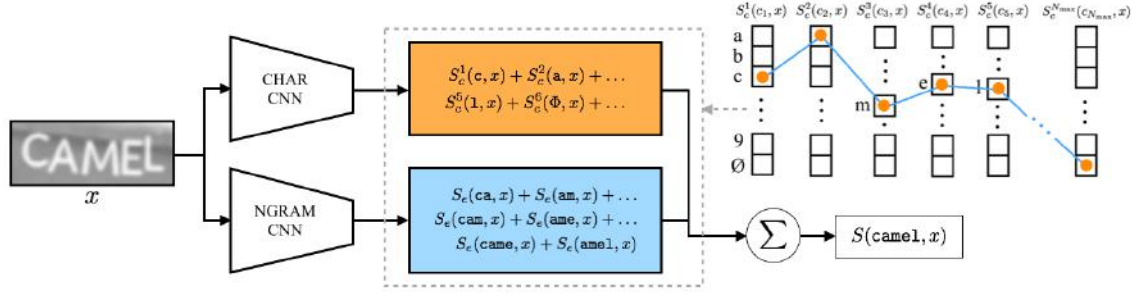 CAMEL
x
CHAR
CNN
NGRAM
CNN
S_c^1(c, x) + S_c^2(a, x) + ...
S_c^5(l, x) + S_c^6(Φ, x) + ...
S_e(ca, x) + S_e(am, x) + ...
S_e(cam, x) + S_e(ame, x) + ...
S_e(came, x) + S_e(amel, x)
S_c^1(c_1, x) S_c^2(c_2, x) S_c^3(c_3, x) S_c^4(c_4, x) S_c^5(c_5, x) S_c^{N_max}(c_{N_max}, x)
a
b
c
m
e
l
9
Ø
Σ
S(camel, x)